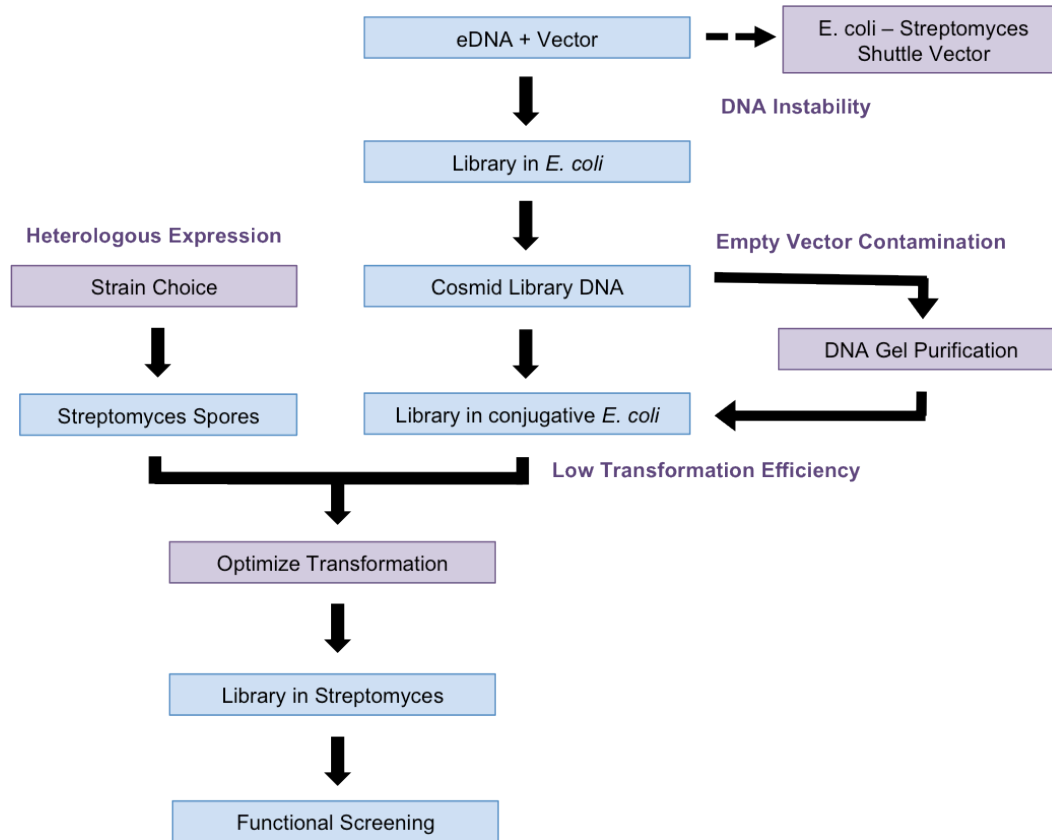 eDNA + Vector
E. coli – Streptomyces
Shuttle Vector
DNA Instability
Library in E. coli
Heterologous Expression
Empty Vector Contamination
Strain Choice
Cosmid Library DNA
DNA Gel Purification
Streptomyces Spores
Library in conjugative E. coli
Low Transformation Efficiency
Optimize Transformation
Library in Streptomyces
Functional Screening